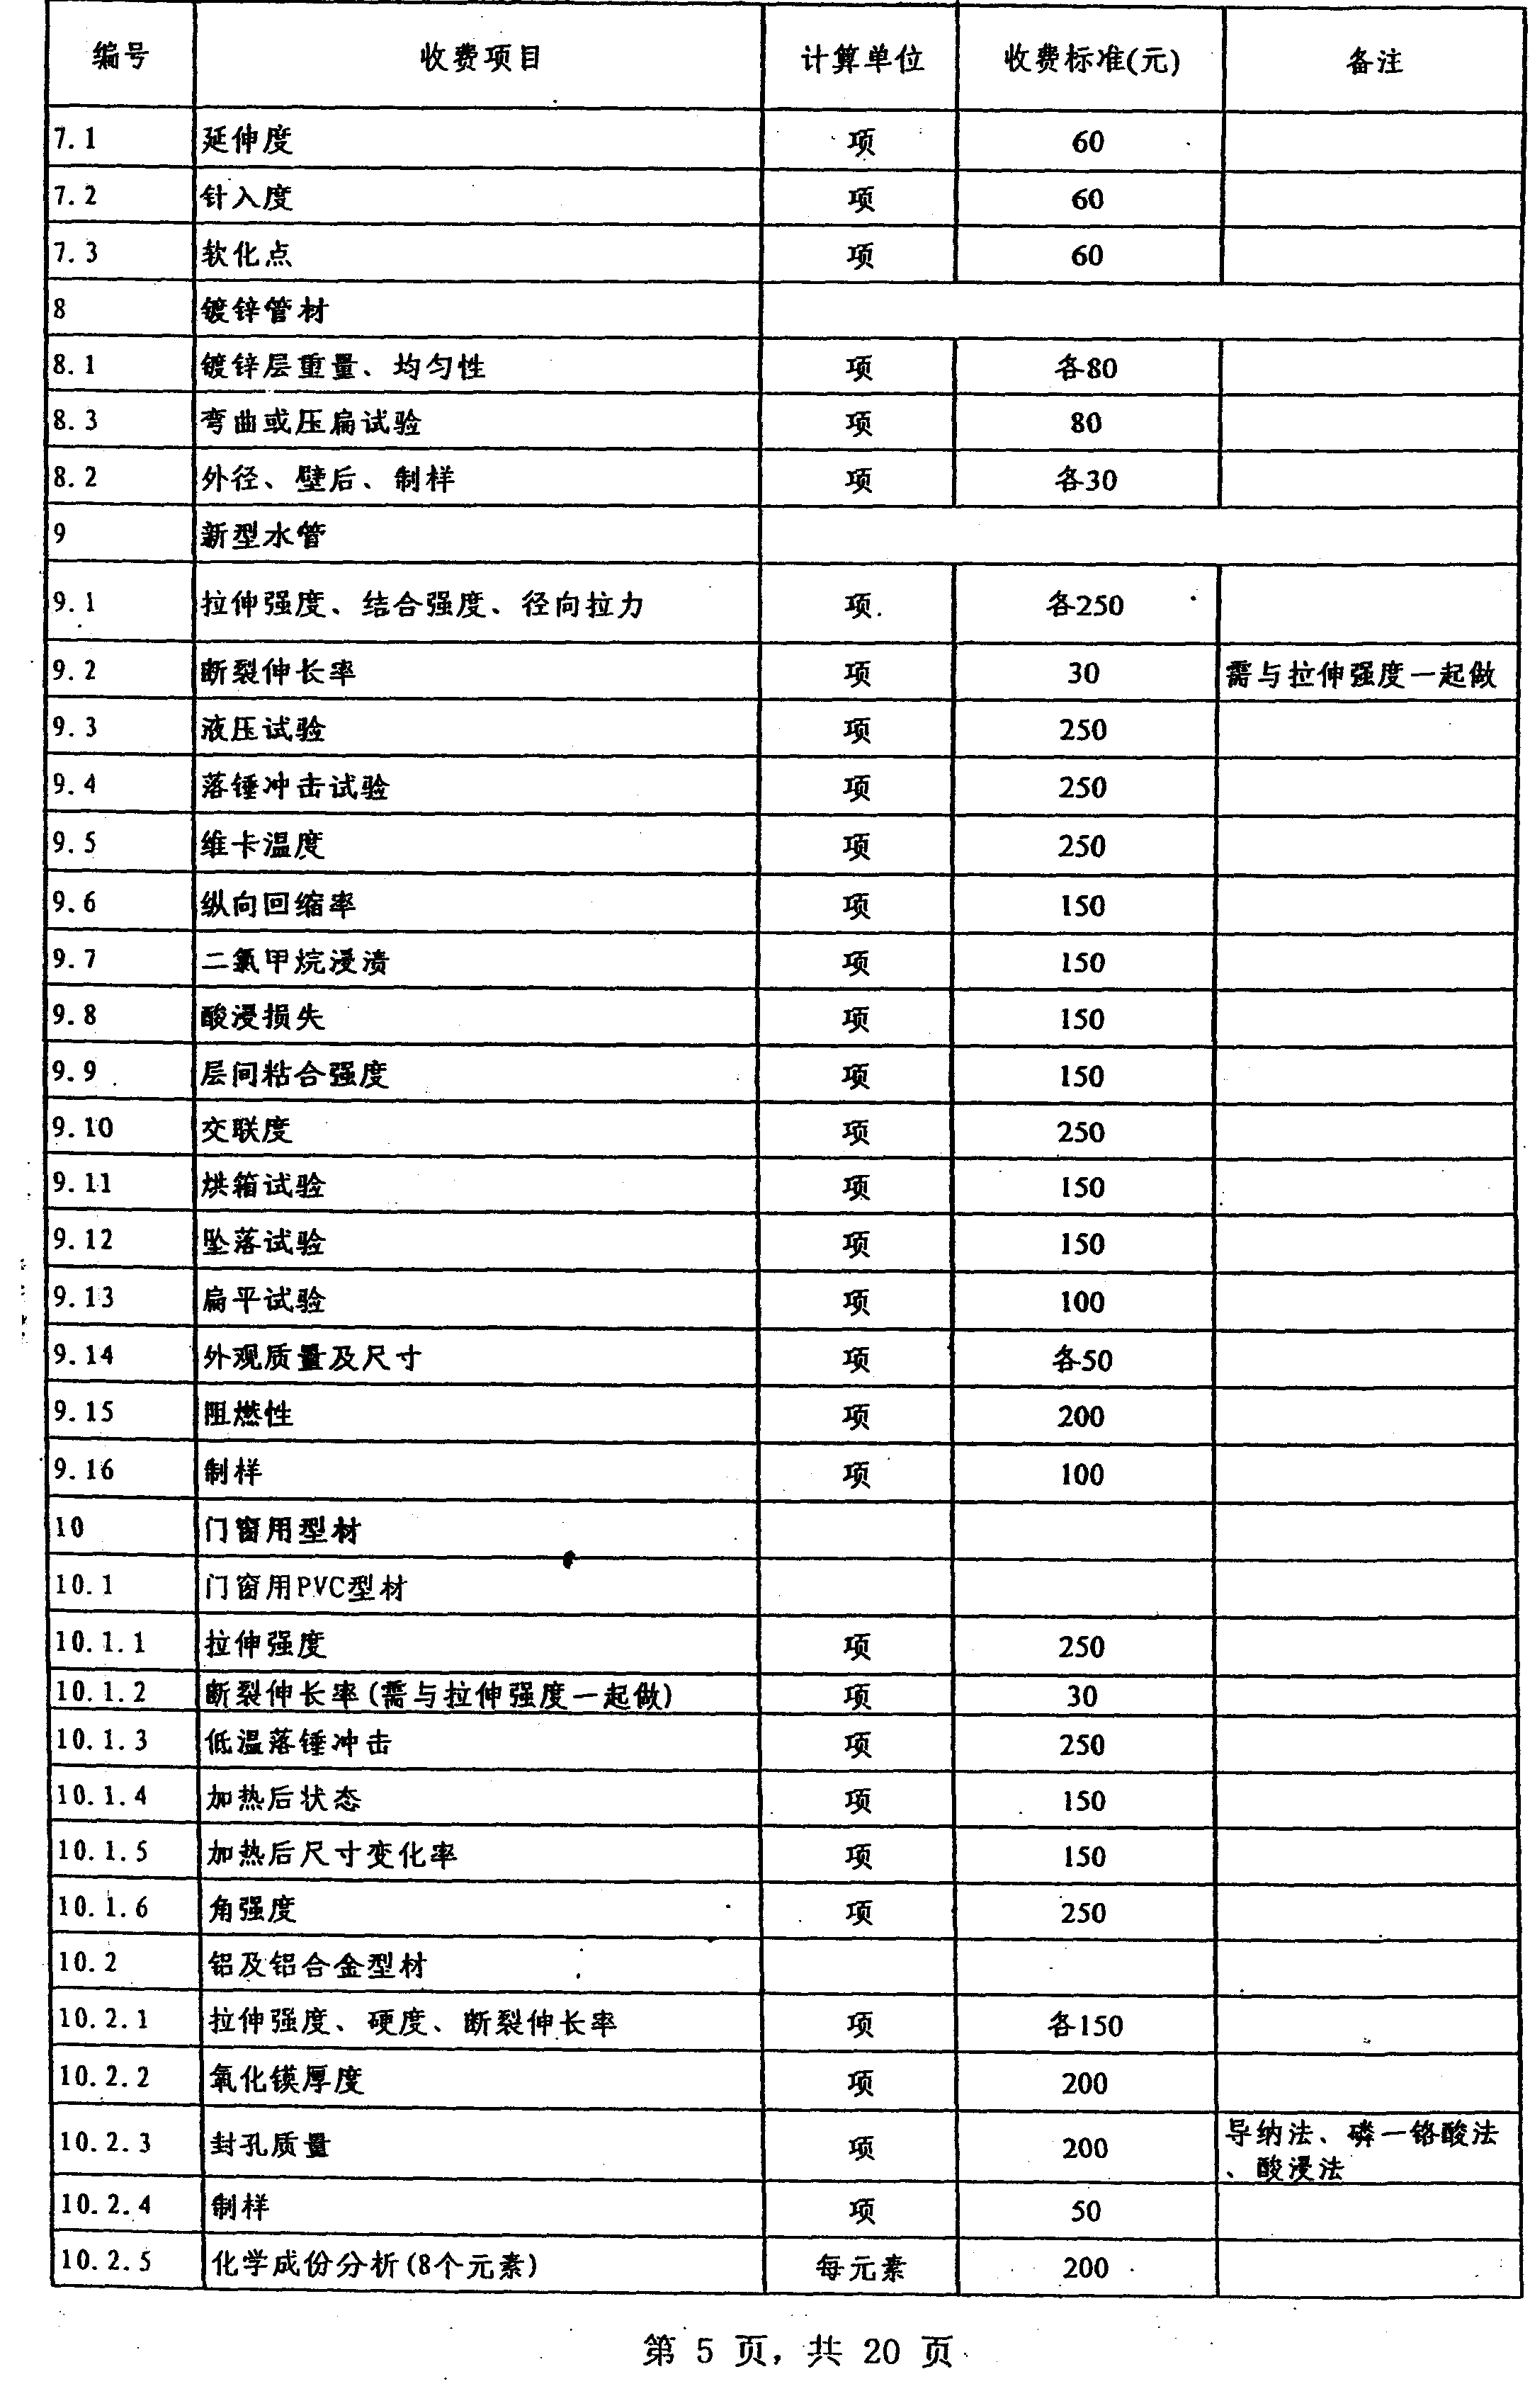 编号 收费项目 计算单位 收费标准(元) 备注
7.1 延伸度 项 60
7.2 针入度 项 60
7.3 软化点 项 60
8 镀锌管材
8.1 镀锌层重量、均匀性 项 各80
8.3 弯曲或压扁试验 项 80
8.2 外径、壁后、制样 项 各30
9 新型水管
9.1 拉伸强度、结合强度、径向拉力 项 各250
9.2 断裂伸长率 项 30 需与拉伸强度一起做
9.3 液压试验 项 250
9.4 落锤冲击试验 项 250
9.5 维卡温度 项 250
9.6 纵向回缩率 项 150
9.7 二氯甲烷浸渍 项 150
9.8 酸浸损失 项 150
9.9 层间粘合强度 项 150
9.10 交联度 项 250
9.11 烘箱试验 项 150
9.12 坠落试验 项 150
9.13 扁平试验 项 100
9.14 外观质量及尺寸 项 各50
9.15 阻燃性 项 200
9.16 制样 项 100
10 门窗用型材
10.1 门窗用PVC型材
10.1.1 拉伸强度 项 250
10.1.2 断裂伸长率(需与拉伸强度一起做) 项 30
10.1.3 低温落锤冲击 项 250
10.1.4 加热后状态 项 150
10.1.5 加热后尺寸变化率 项 150
10.1.6 角强度 项 250
10.2 铝及铝合金型材
10.2.1 拉伸强度、硬度、断裂伸长率 项 各150
10.2.2 氧化镆厚度 项 200
10.2.3 封孔质量 项 200 导纳法、磷一铬酸法
、酸浸法
10.2.4 制样 项 50
10.2.5 化学成份分析(8个元素) 每元素 200
第 5 页，共 20 页